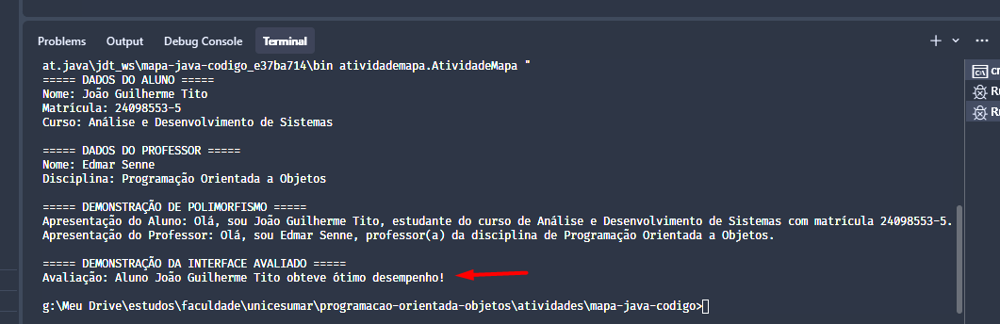 Problems Output Debug Console Terminal
at.java\jdt_ws\mapa-java-codigo_e37ba714\bin atividademapa.AtividadeMapa "
===== DADOS DO ALUNO =====
Nome: João Guilherme Tito
Matrícula: 24098553-5
Curso: Análise e Desenvolvimento de Sistemas
===== DADOS DO PROFESSOR =====
Nome: Edmar Senne
Disciplina: Programação Orientada a Objetos
===== DEMONSTRAÇÃO DE POLIMORFISMO =====
Apresentação do Aluno: Olá, sou João Guilherme Tito, estudante do curso de Análise e Desenvolvimento de Sistemas com matrícula 24098553-5.
Apresentação do Professor: Olá, sou Edmar Senne, professor(a) da disciplina de Programação Orientada a Objetos.
===== DEMONSTRAÇÃO DA INTERFACE AVALIADO =====
Avaliação: Aluno João Guilherme Tito obteve ótimo desempenho!
g:\Meu Drive\estudos\faculdade\unicesumar\programacao-orientada-objetos\atividades\mapa-java-codigo>